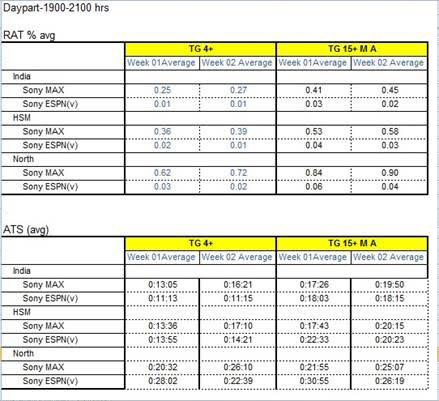 Daypart-1900-2100 hrs
RAT % avg
TG 4+ TG 15+ M A
Week 01Average Week 02 Average Week 01Average Week 02 Average
India
Sony MAX 0.25 0.27 0.41 0.45
Sony ESPN(v) 0.01 0.01 0.03 0.02
HSM
Sony MAX 0.36 0.39 0.53 0.58
Sony ESPN(v) 0.02 0.01 0.04 0.03
North
Sony MAX 0.62 0.72 0.84 0.90
Sony ESPN(v) 0.03 0.02 0.06 0.04
ATS (avg)
TG 4+ TG 15+ M A
Week 01Average Week 02 Average Week 01Average Week 02 Average
India
Sony MAX 0:13:05 0:16:21 0:17:26 0:19:50
Sony ESPN(v) 0:11:13 0:11:15 0:18:03 0:18:15
HSM
Sony MAX 0:13:36 0:17:10 0:17:43 0:20:15
Sony ESPN(v) 0:13:55 0:14:21 0:22:33 0:20:23
North
Sony MAX 0:20:32 0:26:10 0:21:55 0:25:07
Sony ESPN(v) 0:28:02 0:22:39 0:30:55 0:26:19